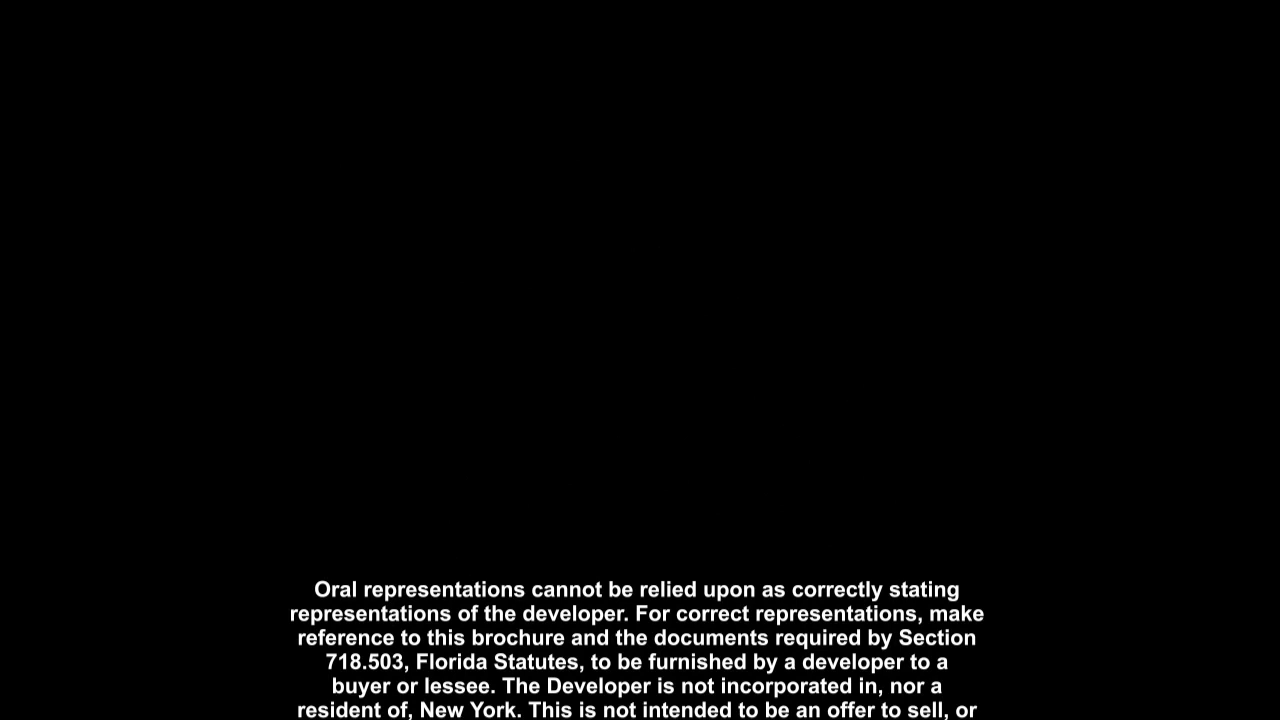 Oral representations cannot be relied upon as correctly stating
representations of the developer. For correct representations, make
reference to this brochure and the documents required by Section
718.503, Florida Statutes, to be furnished by a developer to a
buyer or lessee. The Developer is not incorporated in, nor a
resident of, New York. This is not intended to be an offer to sell, or